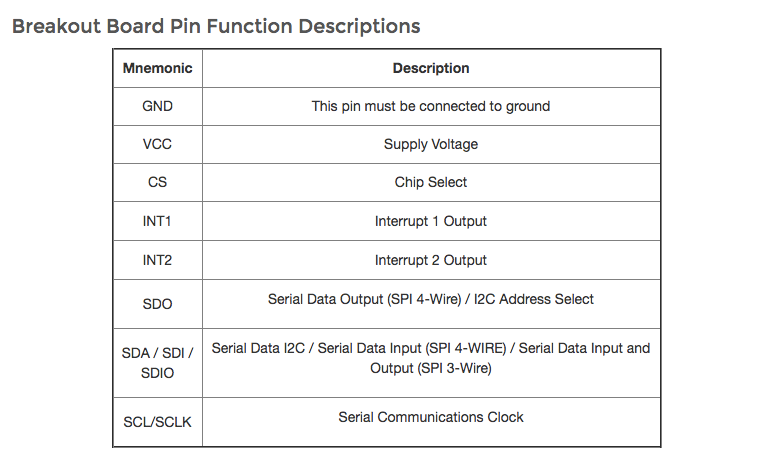 Breakout Board Pin Function Descriptions
Mnemonic Description
GND This pin must be connected to ground
VCC Supply Voltage
CS Chip Select
INT1 Interrupt 1 Output
INT2 Interrupt 2 Output
SDO Serial Data Output (SPI 4-Wire) / I2C Address Select
SDA / SDI / Serial Data I2C / Serial Data Input (SPI 4-WIRE) / Serial Data Input and
SDIO Output (SPI 3-Wire)
SCL/SCLK Serial Communications Clock